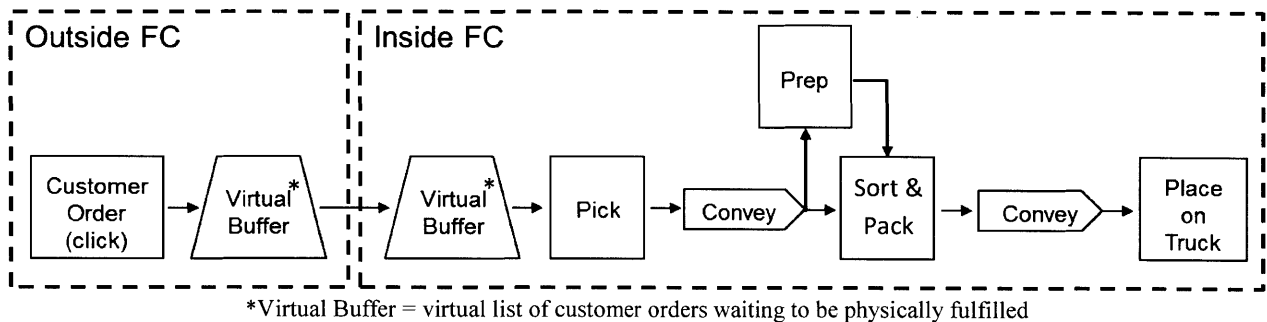 Outside FC
Inside FC
Customer
Order
(click)
Virtual*
Buffer
Virtual*
Buffer
Pick
Convey
Prep
Sort &
Pack
Convey
Place
on
Truck
*Virtual Buffer = virtual list of customer orders waiting to be physically fulfilled